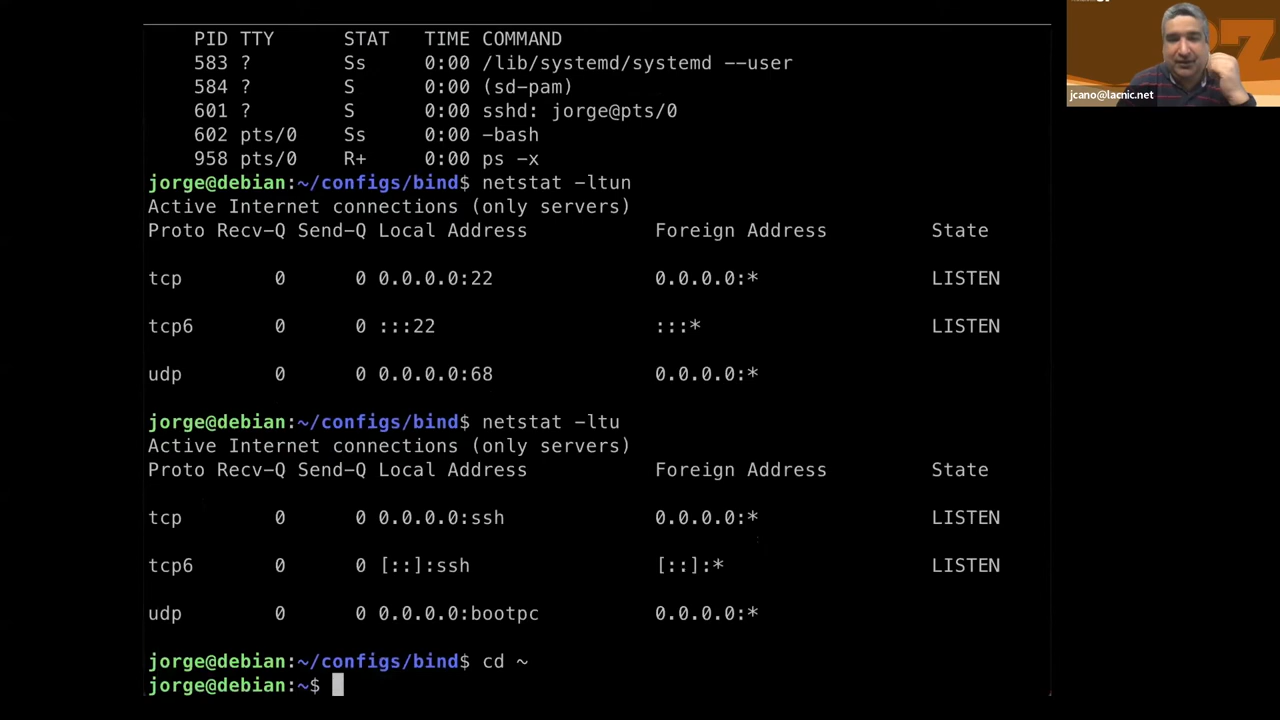 PID TTY STAT TIME COMMAND
583 ? Ss 0:00 /lib/systemd/systemd --user
584 ? S 0:00 (sd-pam)
601 ? S 0:00 sshd: jorge@pts/0
602 pts/0 Ss 0:00 -bash
958 pts/0 R+ 0:00 ps -x
jorge@debian:~/configs/bind$ netstat -ltun
Active Internet connections (only servers)
Proto Recv-Q Send-Q Local Address Foreign Address State
tcp 0 0 0.0.0.0:22 0.0.0.0:* LISTEN
tcp6 0 0 :::22 :::* LISTEN
udp 0 0 0.0.0.0:68 0.0.0.0:*
jorge@debian:~/configs/bind$ netstat -ltu
Active Internet connections (only servers)
Proto Recv-Q Send-Q Local Address Foreign Address State
tcp 0 0 0.0.0.0:ssh 0.0.0.0:* LISTEN
tcp6 0 0 [::]:ssh [::]:* LISTEN
udp 0 0 0.0.0.0:bootpc 0.0.0.0:*
jorge@debian:~/configs/bind$ cd ~
jorge@debian:~$
jcano@lacnic.net